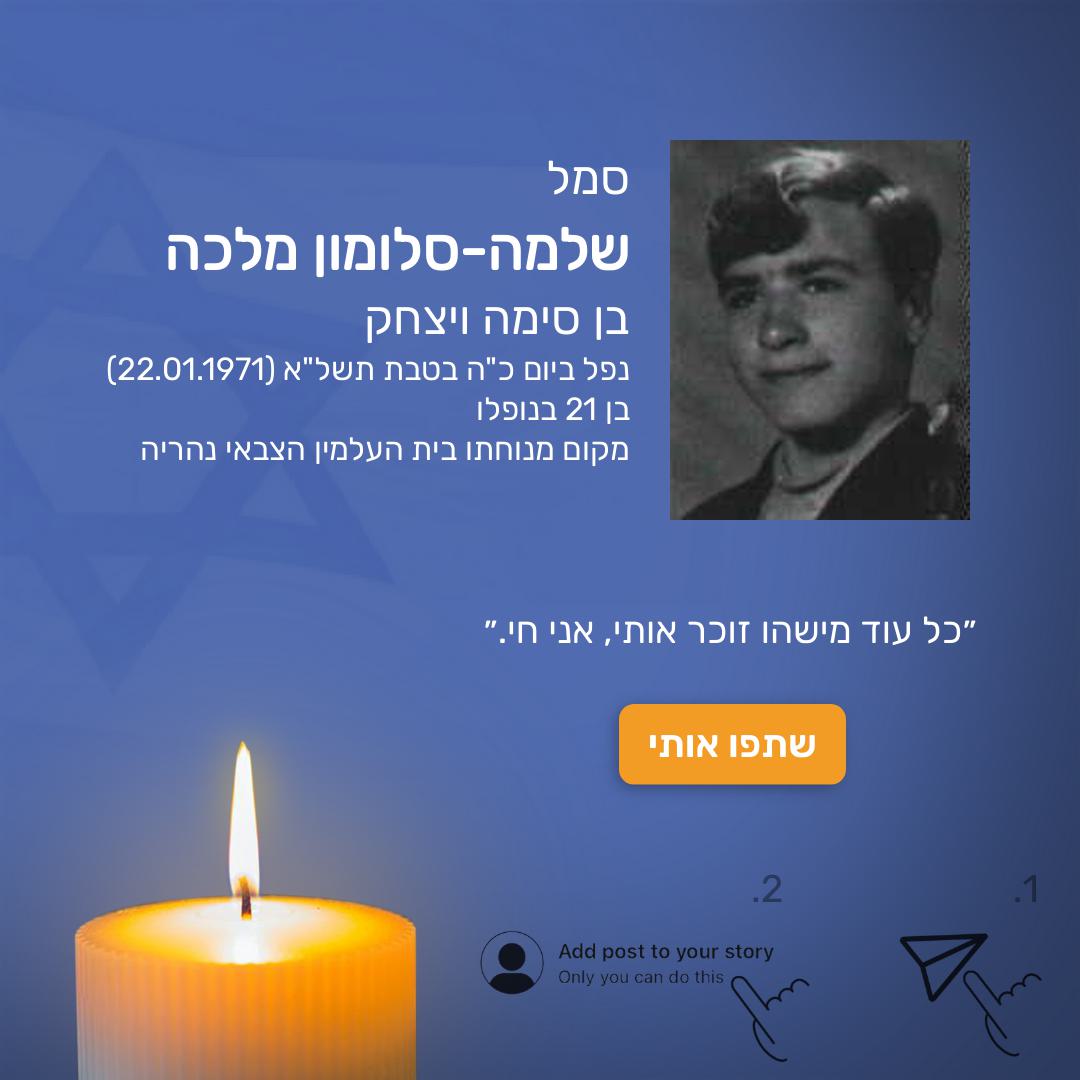 סמל
שלמה-סלומון מלכה
בן סימה ויצחק
נפל ביום כ"ה בטבת תשל"א (22.01.1971)
בן 21 בנופלו
מקום מנוחתו בית העלמין הצבאי נהריה
״כל עוד מישהו זוכר אותי, אני חי.״
שתפו אותי
1.
2.
Add post to your story
Only you can do this